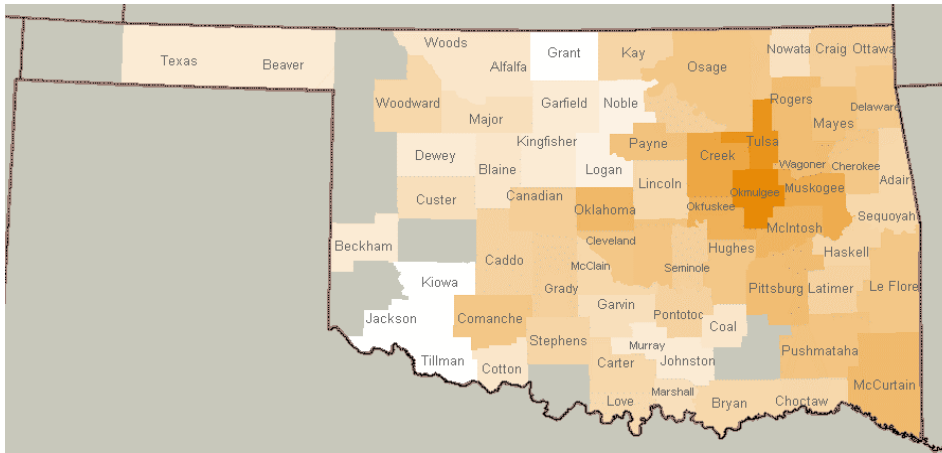 Woods
Grant
Kay
Nowata Craig Ottawa
Texas
Beaver
Alfalfa
Osage
Woodward
Garfield
Noble
Rogers
Delaware
Major
Mayes
Kingfisher
Payne
Tulsa
Dewey
Blaine
Logan
Creek
Wagoner
Cherokee
Lincoln
Adair
Custer
Canadian
Okmulgee
Muskogee
Oklahoma
Okfuskee
Sequoyah
McIntosh
Beckham
Cleveland
Hughes
Haskell
Caddo
McClain
Seminole
Kiowa
Grady
Pittsburg
Latimer
Le Flore
Garvin
Jackson
Comanche
Pontotoc
Coal
Stephens
Murray
Pushmataha
Tillman
Cotton
Carter
Johnston
McCurtain
Marshall
Love
Bryan
Choctaw